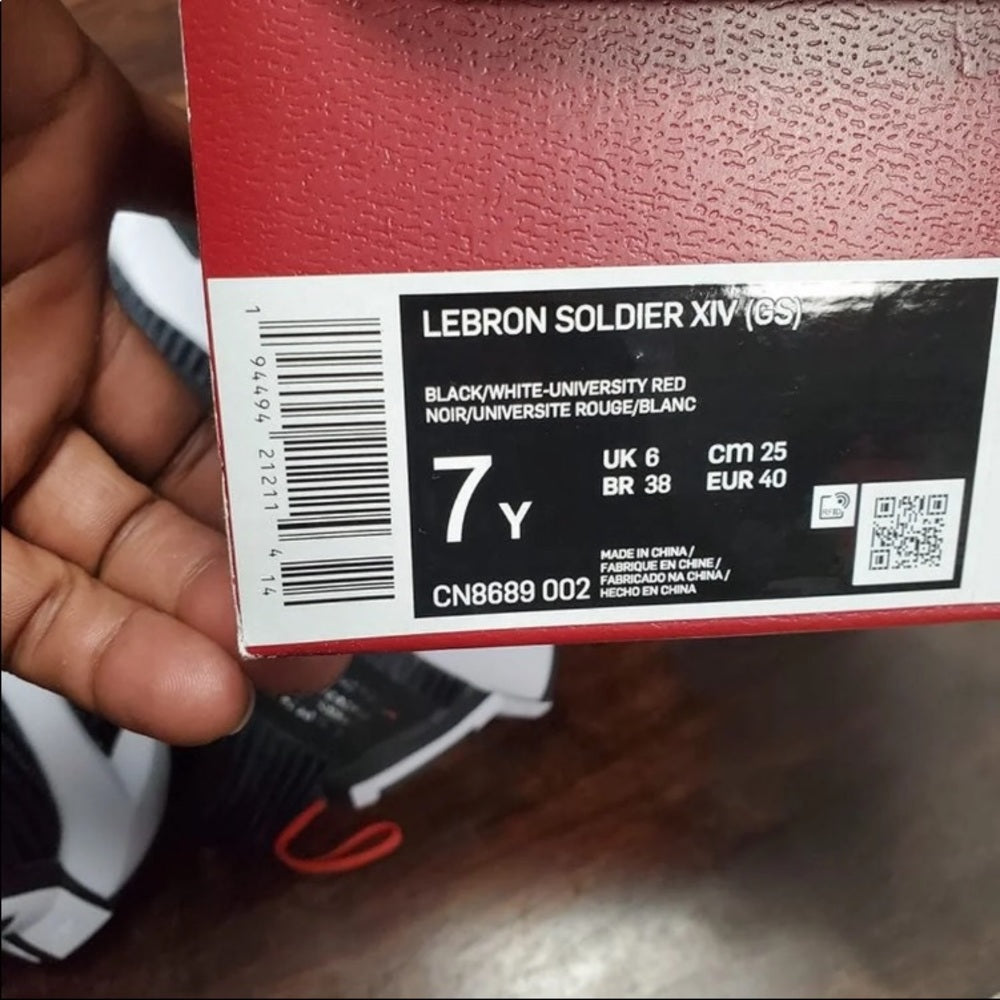 LEBRON SOLDIER XIV (GS)
BLACK/WHITE-UNIVERSITY RED
NOIR/UNIVERSITE ROUGE/BLANC
7 Y
UK 6 cm 25
BR 38 EUR 40
CN8689 002
MADE IN CHINA /
FABRIQUE EN CHINE /
FABRICADO NA CHINA /
HECHO EN CHINA
RFID
1 94494 21211 4 14